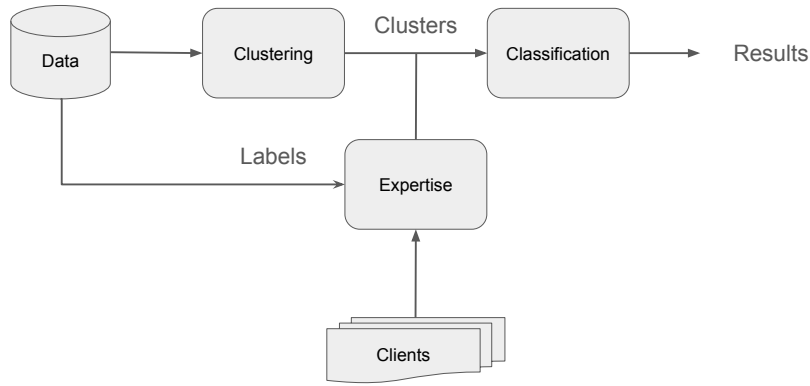 Clusters
Data
Clustering
Classification
Results
Labels
Expertise
Clients